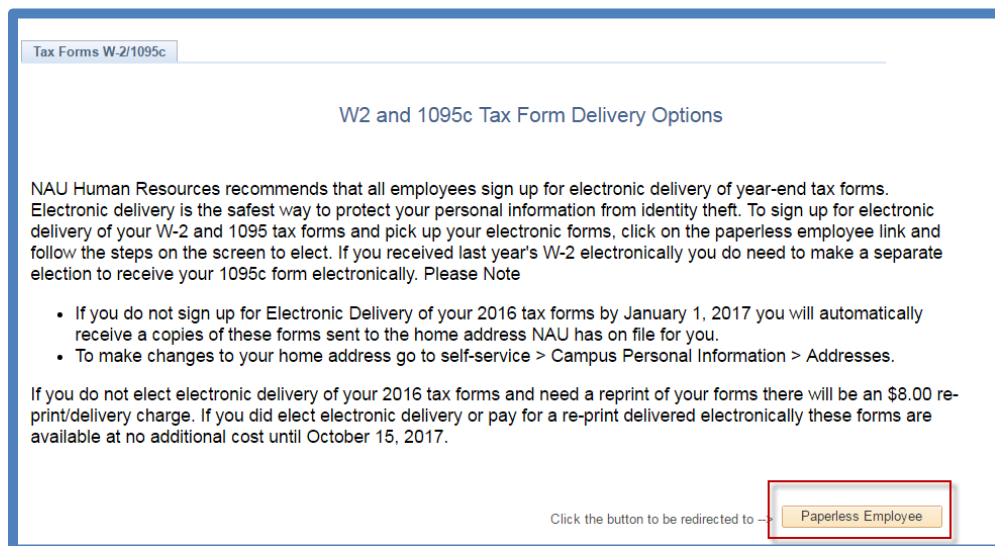 Tax Forms W-2/1095c
W2 and 1095c Tax Form Delivery Options
NAU Human Resources recommends that all employees sign up for electronic delivery of year-end tax forms.
Electronic delivery is the safest way to protect your personal information from identity theft. To sign up for electronic
delivery of your W-2 and 1095 tax forms and pick up your electronic forms, click on the paperless employee link and
follow the steps on the screen to elect. If you received last year's W-2 electronically you do need to make a separate
election to receive your 1095c form electronically. Please Note
• If you do not sign up for Electronic Delivery of your 2016 tax forms by January 1, 2017 you will automatically
receive a copies of these forms sent to the home address NAU has on file for you.
• To make changes to your home address go to self-service > Campus Personal Information > Addresses.
If you do not elect electronic delivery of your 2016 tax forms and need a reprint of your forms there will be an $8.00 re-
print/delivery charge. If you did elect electronic delivery or pay for a re-print delivered electronically these forms are
available at no additional cost until October 15, 2017.
Click the button to be redirected to --> Paperless Employee